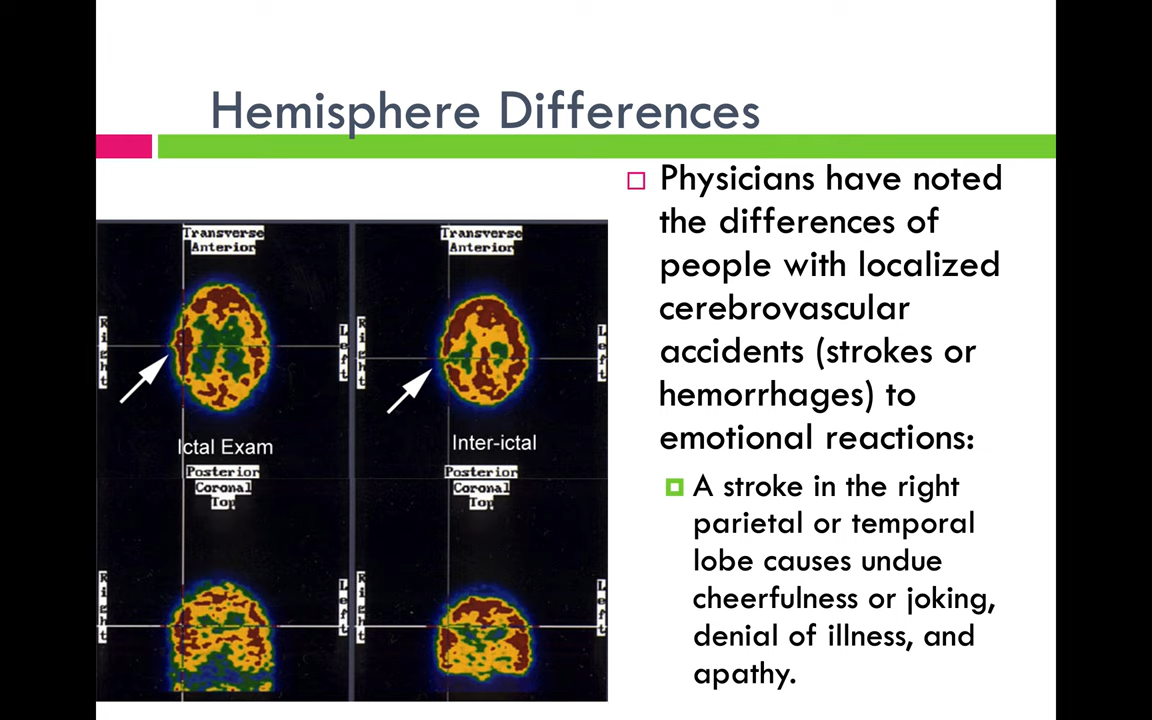 Hemisphere Differences
Transverse
Anterior
Right
Left
Ictal Exam
Posterior
Coronal
Top
Right
Left
Transverse
Anterior
Right
Left
Inter-ictal
Posterior
Coronal
Top
Right
Left
Physicians have noted
the differences of
people with localized
cerebrovascular
accidents (strokes or
hemorrhages) to
emotional reactions:
A stroke in the right
parietal or temporal
lobe causes undue
cheerfulness or joking,
denial of illness, and
apathy.